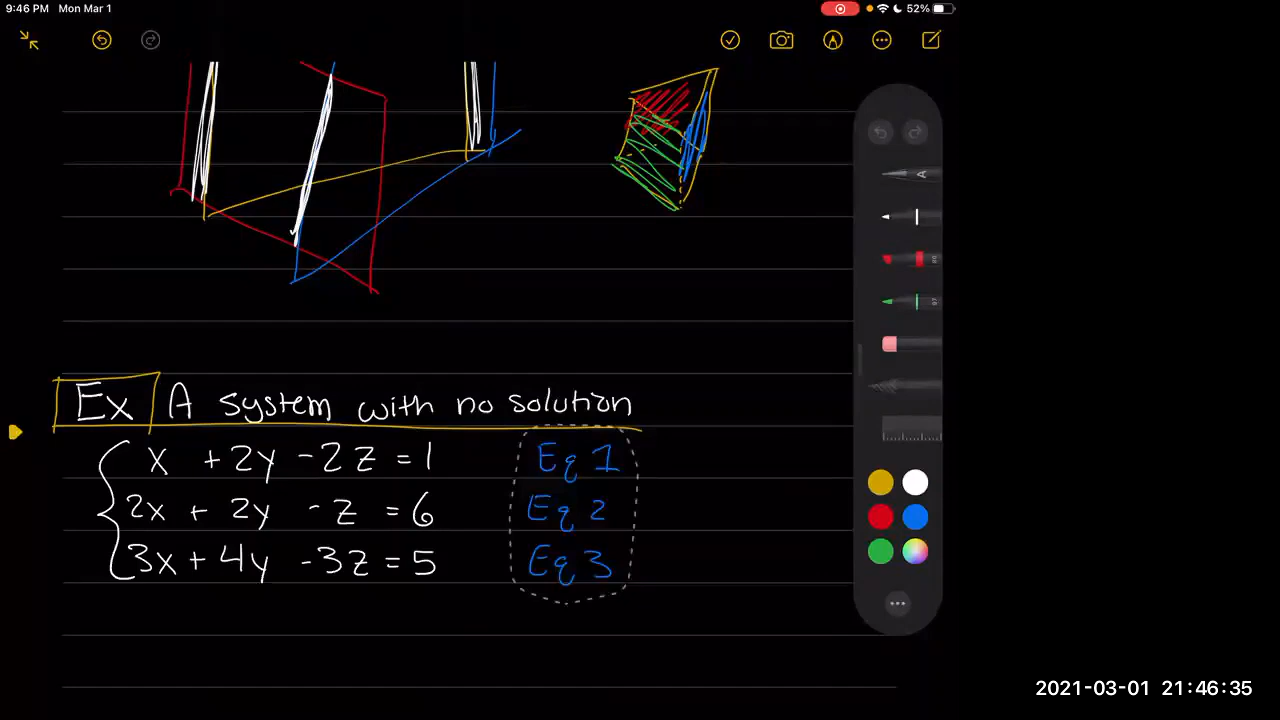 9:46 PM Mon Mar 1 52%
Ex A system with no solution
x + 2y - 2z = 1 Eq 1
2x + 2y - z = 6 Eq 2
3x + 4y - 3z = 5 Eq 3
2021-03-01 21:46:35